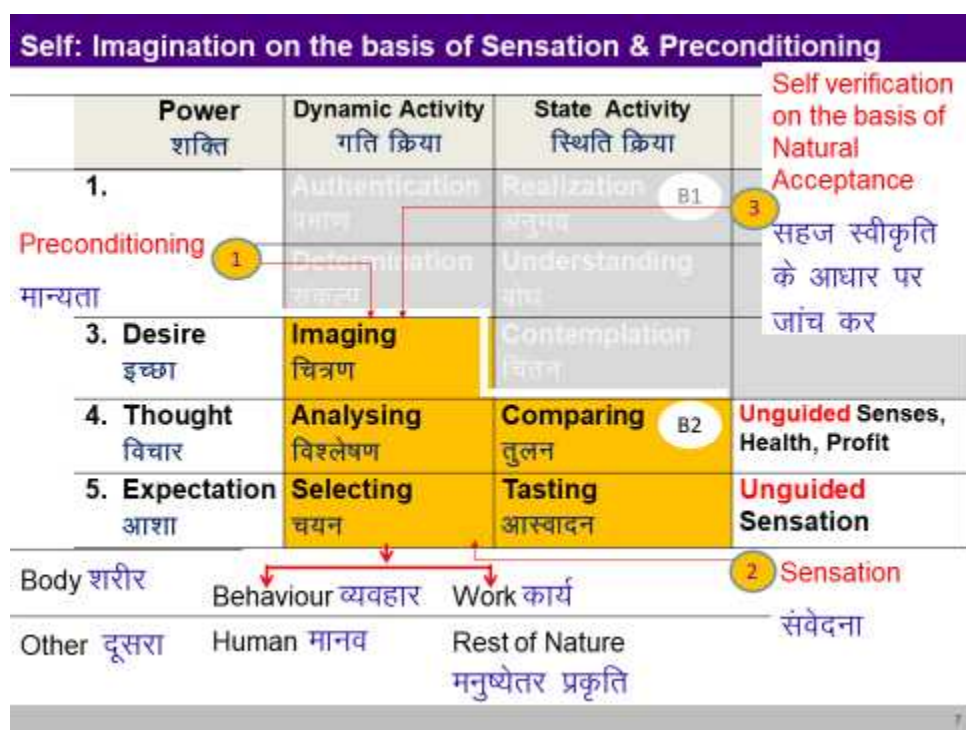 Self: Imagination on the basis of Sensation & Preconditioning
Self verification
on the basis of
Natural
Acceptance
सहज स्वीकृति
के आधार पर
जांच कर
Power Dynamic Activity State Activity
शक्ति गति क्रिया स्थिति क्रिया
1. Authentication Realization B1 3
प्रमाण अनुभव
Preconditioning 1 Determination Understanding
मान्यता संकल्प बोध
3. Desire Imaging Contemplation
इच्छा चित्रण चिंतन
4. Thought Analysing Comparing B2 Unguided Senses,
विचार विश्लेषण तुलन Health, Profit
5. Expectation Selecting Tasting Unguided
आशा चयन आस्वादन Sensation
Body शरीर Behaviour व्यवहार Work कार्य 2 Sensation
संवेदना
Other दूसरा Human मानव Rest of Nature
मनुष्येतर प्रकृति
7